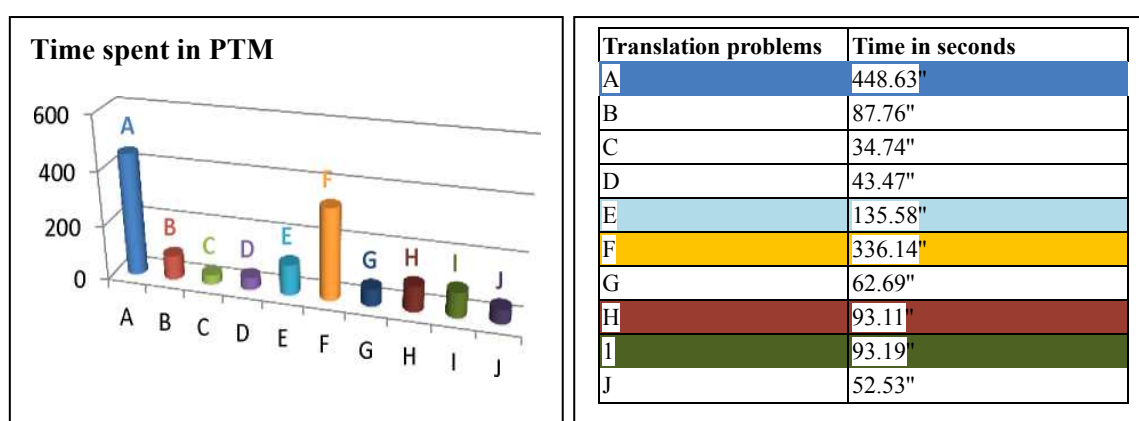 Time spent in PTM
600
400
200
0
A
B
C
D
E
F
G
H
I
J
A B C D E F G H I J
Translation problems Time in seconds
A 448.63"
B 87.76"
C 34.74"
D 43.47"
E 135.58"
F 336.14"
G 62.69"
H 93.11"
1 93.19"
J 52.53"